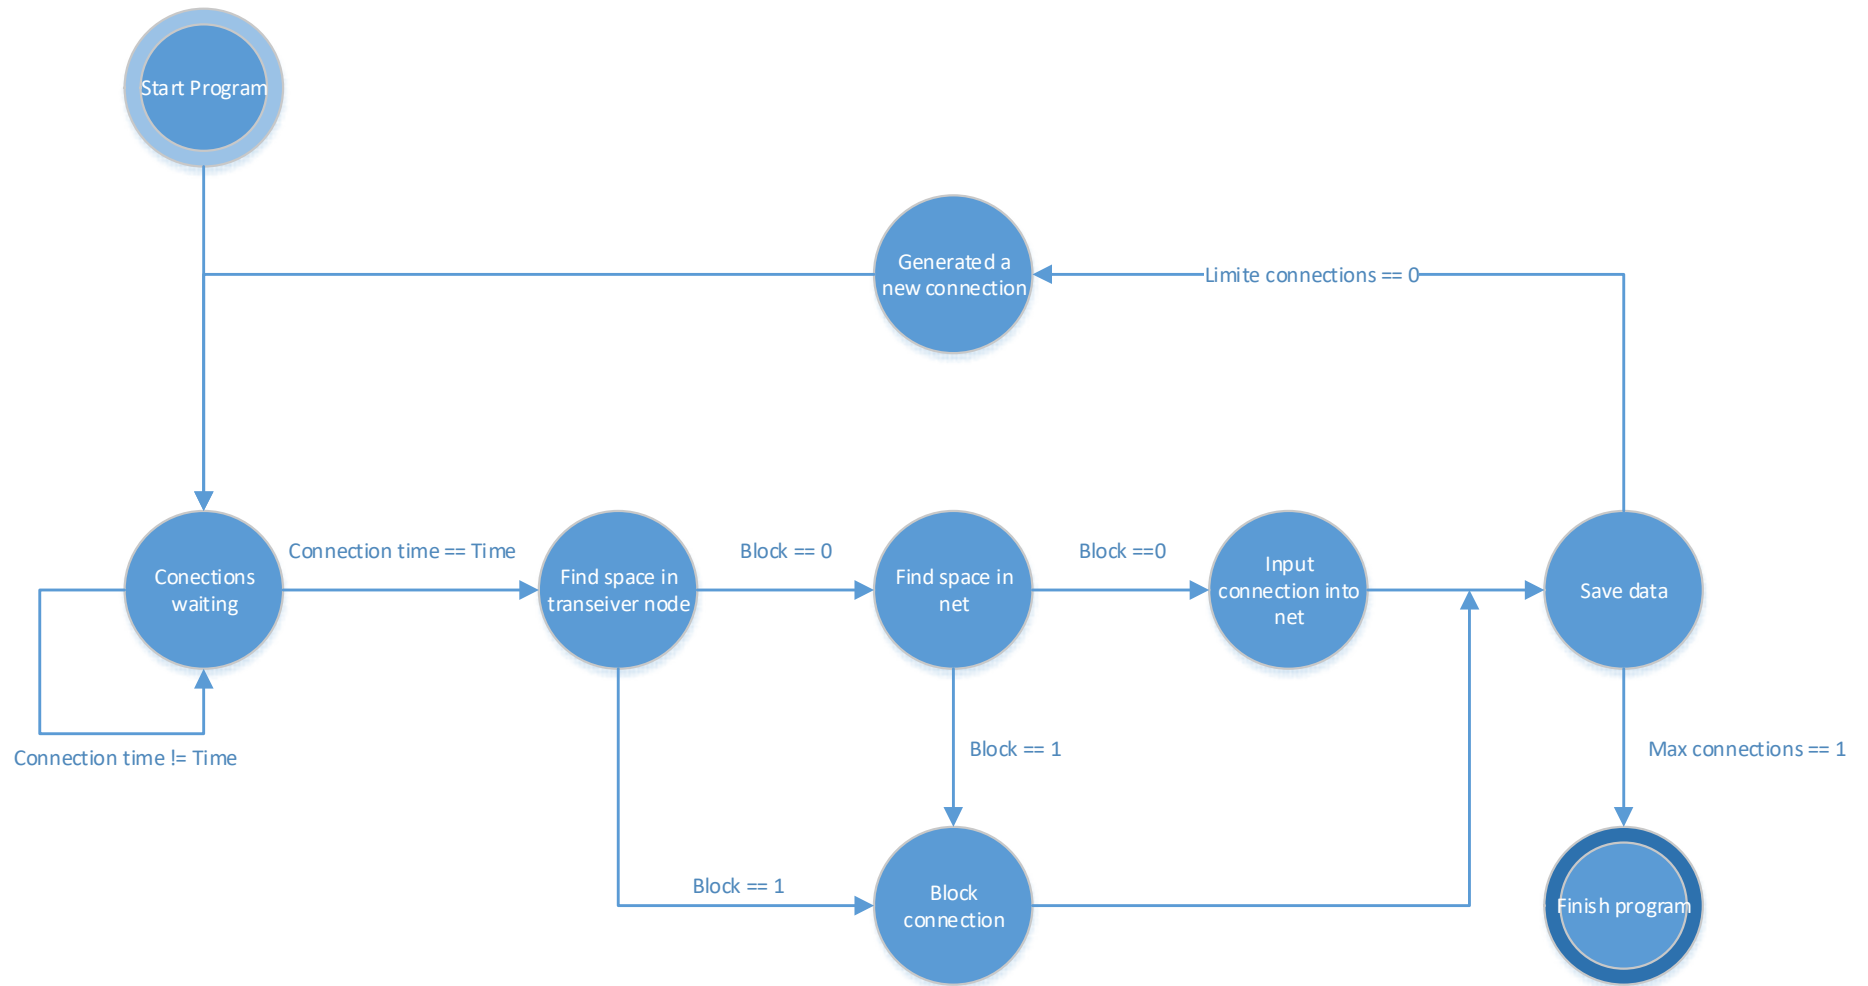 Start Program
Generated a
new connection
Limite connections == 0
Connection time == Time
Block == 0
Block ==0
Conections
waiting
Find space in
transeiver node
Find space in
net
Input
connection into
net
Save data
Connection time != Time
Block == 1
Max connections == 1
Block == 1
Block
connection
Finish program